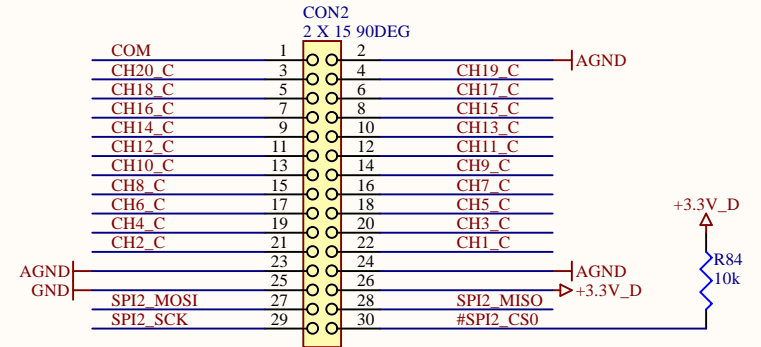 CON2
2 X 15 90DEG
COM 1 2 AGND
CH20_C 3 4 CH19_C
CH18_C 5 6 CH17_C
CH16_C 7 8 CH15_C
CH14_C 9 10 CH13_C
CH12_C 11 12 CH11_C
CH10_C 13 14 CH9_C
CH8_C 15 16 CH7_C
CH6_C 17 18 CH5_C
+3.3V_D
CH4_C 19 20 CH3_C
CH2_C 21 22 CH1_C
R84
AGND 23 24 AGND
10k
GND 25 26 +3.3V_D
SPI2_MOSI 27 28 SPI2_MISO
SPI2_SCK 29 30 #SPI2_CS0